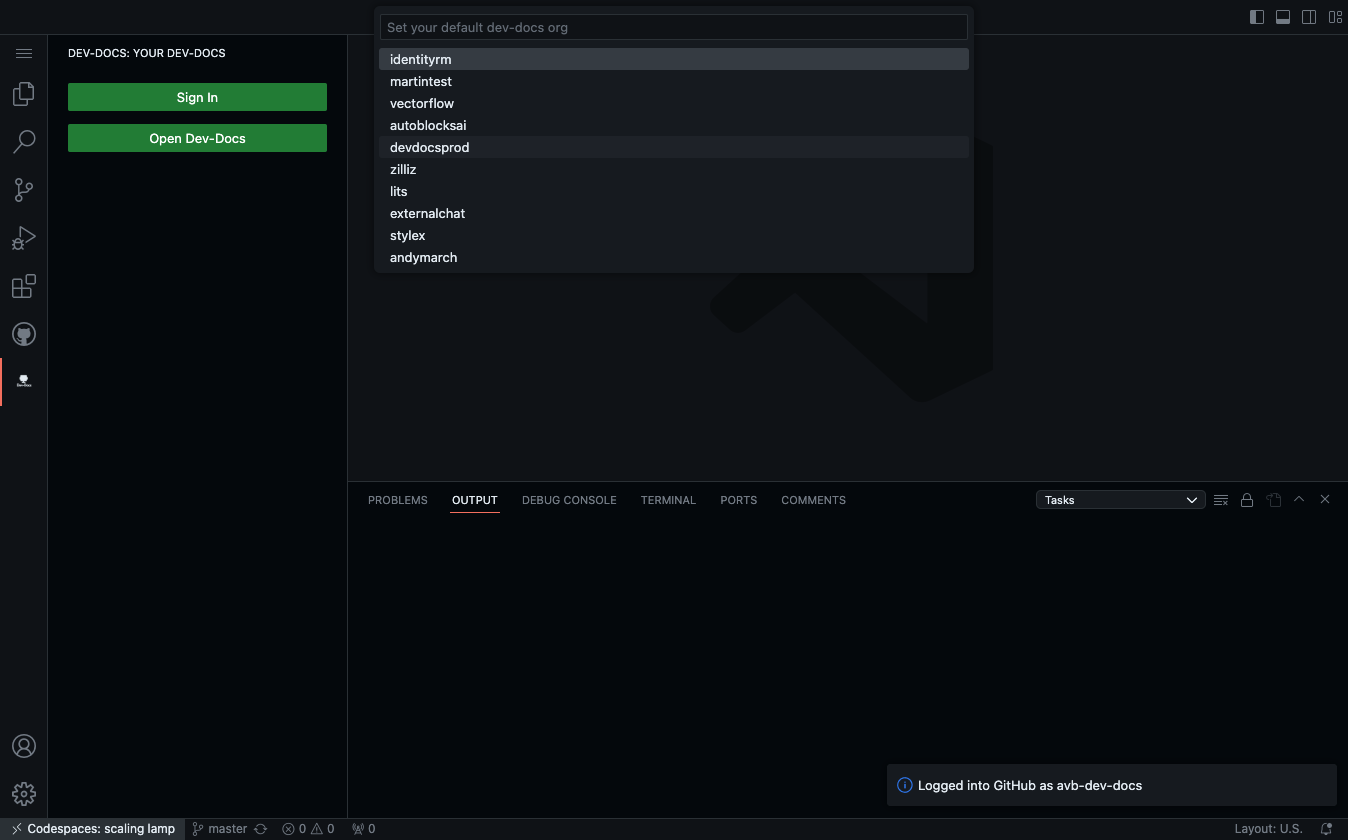 Set your default dev-docs org
DEV-DOCS: YOUR DEV-DOCS
Sign In
Open Dev-Docs
identityrm
martintest
vectorflow
autoblocksai
devdocsprod
zilliz
lits
externalchat
stylex
andymarch
PROBLEMS OUTPUT DEBUG CONSOLE TERMINAL PORTS COMMENTS Tasks
Logged into GitHub as avb-dev-docs
Codespaces: scaling lamp master 0 0 0 Layout: U.S.